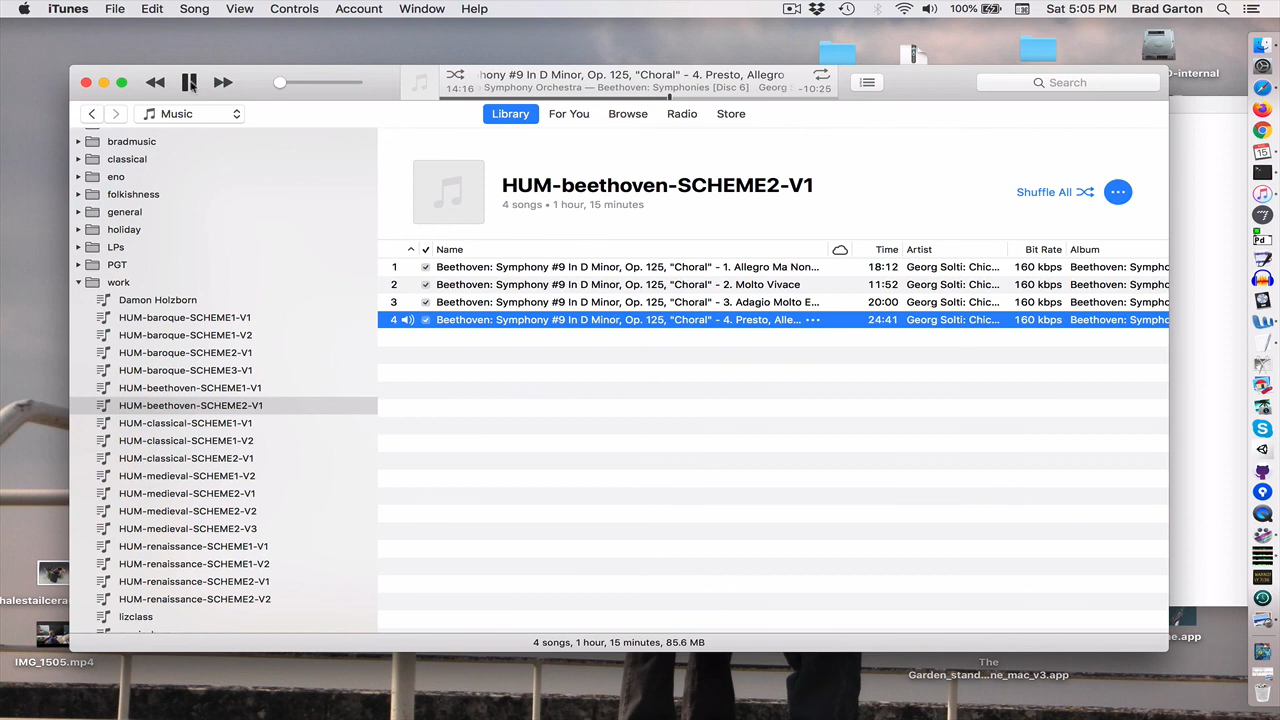 iTunes File Edit Song View Controls Account Window Help 100% Sat 5:05 PM Brad Garton
hony #9 In D Minor, Op. 125, "Choral" - 4. Presto, Allegro
14:16 Symphony Orchestra — Beethoven: Symphonies [Disc 6] Georg -10:25
Search
-internal
Music Library For You Browse Radio Store
bradmusic
classical
eno
folkishness
general
holiday
LPs
PGT
work
Damon Holzborn
HUM-baroque-SCHEME1-V1
HUM-baroque-SCHEME1-V2
HUM-baroque-SCHEME2-V1
HUM-baroque-SCHEME3-V1
HUM-beethoven-SCHEME1-V1
HUM-beethoven-SCHEME2-V1
HUM-classical-SCHEME1-V1
HUM-classical-SCHEME1-V2
HUM-classical-SCHEME2-V1
HUM-medieval-SCHEME1-V2
HUM-medieval-SCHEME2-V1
HUM-medieval-SCHEME2-V2
HUM-medieval-SCHEME2-V3
HUM-renaissance-SCHEME1-V1
HUM-renaissance-SCHEME1-V2
HUM-renaissance-SCHEME2-V1
HUM-renaissance-SCHEME2-V2
lizclass
HUM-beethoven-SCHEME2-V1
4 songs • 1 hour, 15 minutes
Shuffle All
Name Time Artist Bit Rate Album
1 Beethoven: Symphony #9 In D Minor, Op. 125, "Choral" - 1. Allegro Ma Non... 18:12 Georg Solti: Chic... 160 kbps Beethoven: Sympho
2 Beethoven: Symphony #9 In D Minor, Op. 125, "Choral" - 2. Molto Vivace 11:52 Georg Solti: Chic... 160 kbps Beethoven: Sympho
3 Beethoven: Symphony #9 In D Minor, Op. 125, "Choral" - 3. Adagio Molto E... 20:00 Georg Solti: Chic... 160 kbps Beethoven: Sympho
4 Beethoven: Symphony #9 In D Minor, Op. 125, "Choral" - 4. Presto, Alle... 24:41 Georg Solti: Chic... 160 kbps Beethoven: Sympho
4 songs, 1 hour, 15 minutes, 85.6 MB
halestailcera
IMG_1505.mp4
ne.app
The
Garden_stand...ne_mac_v3.app
15
Pd